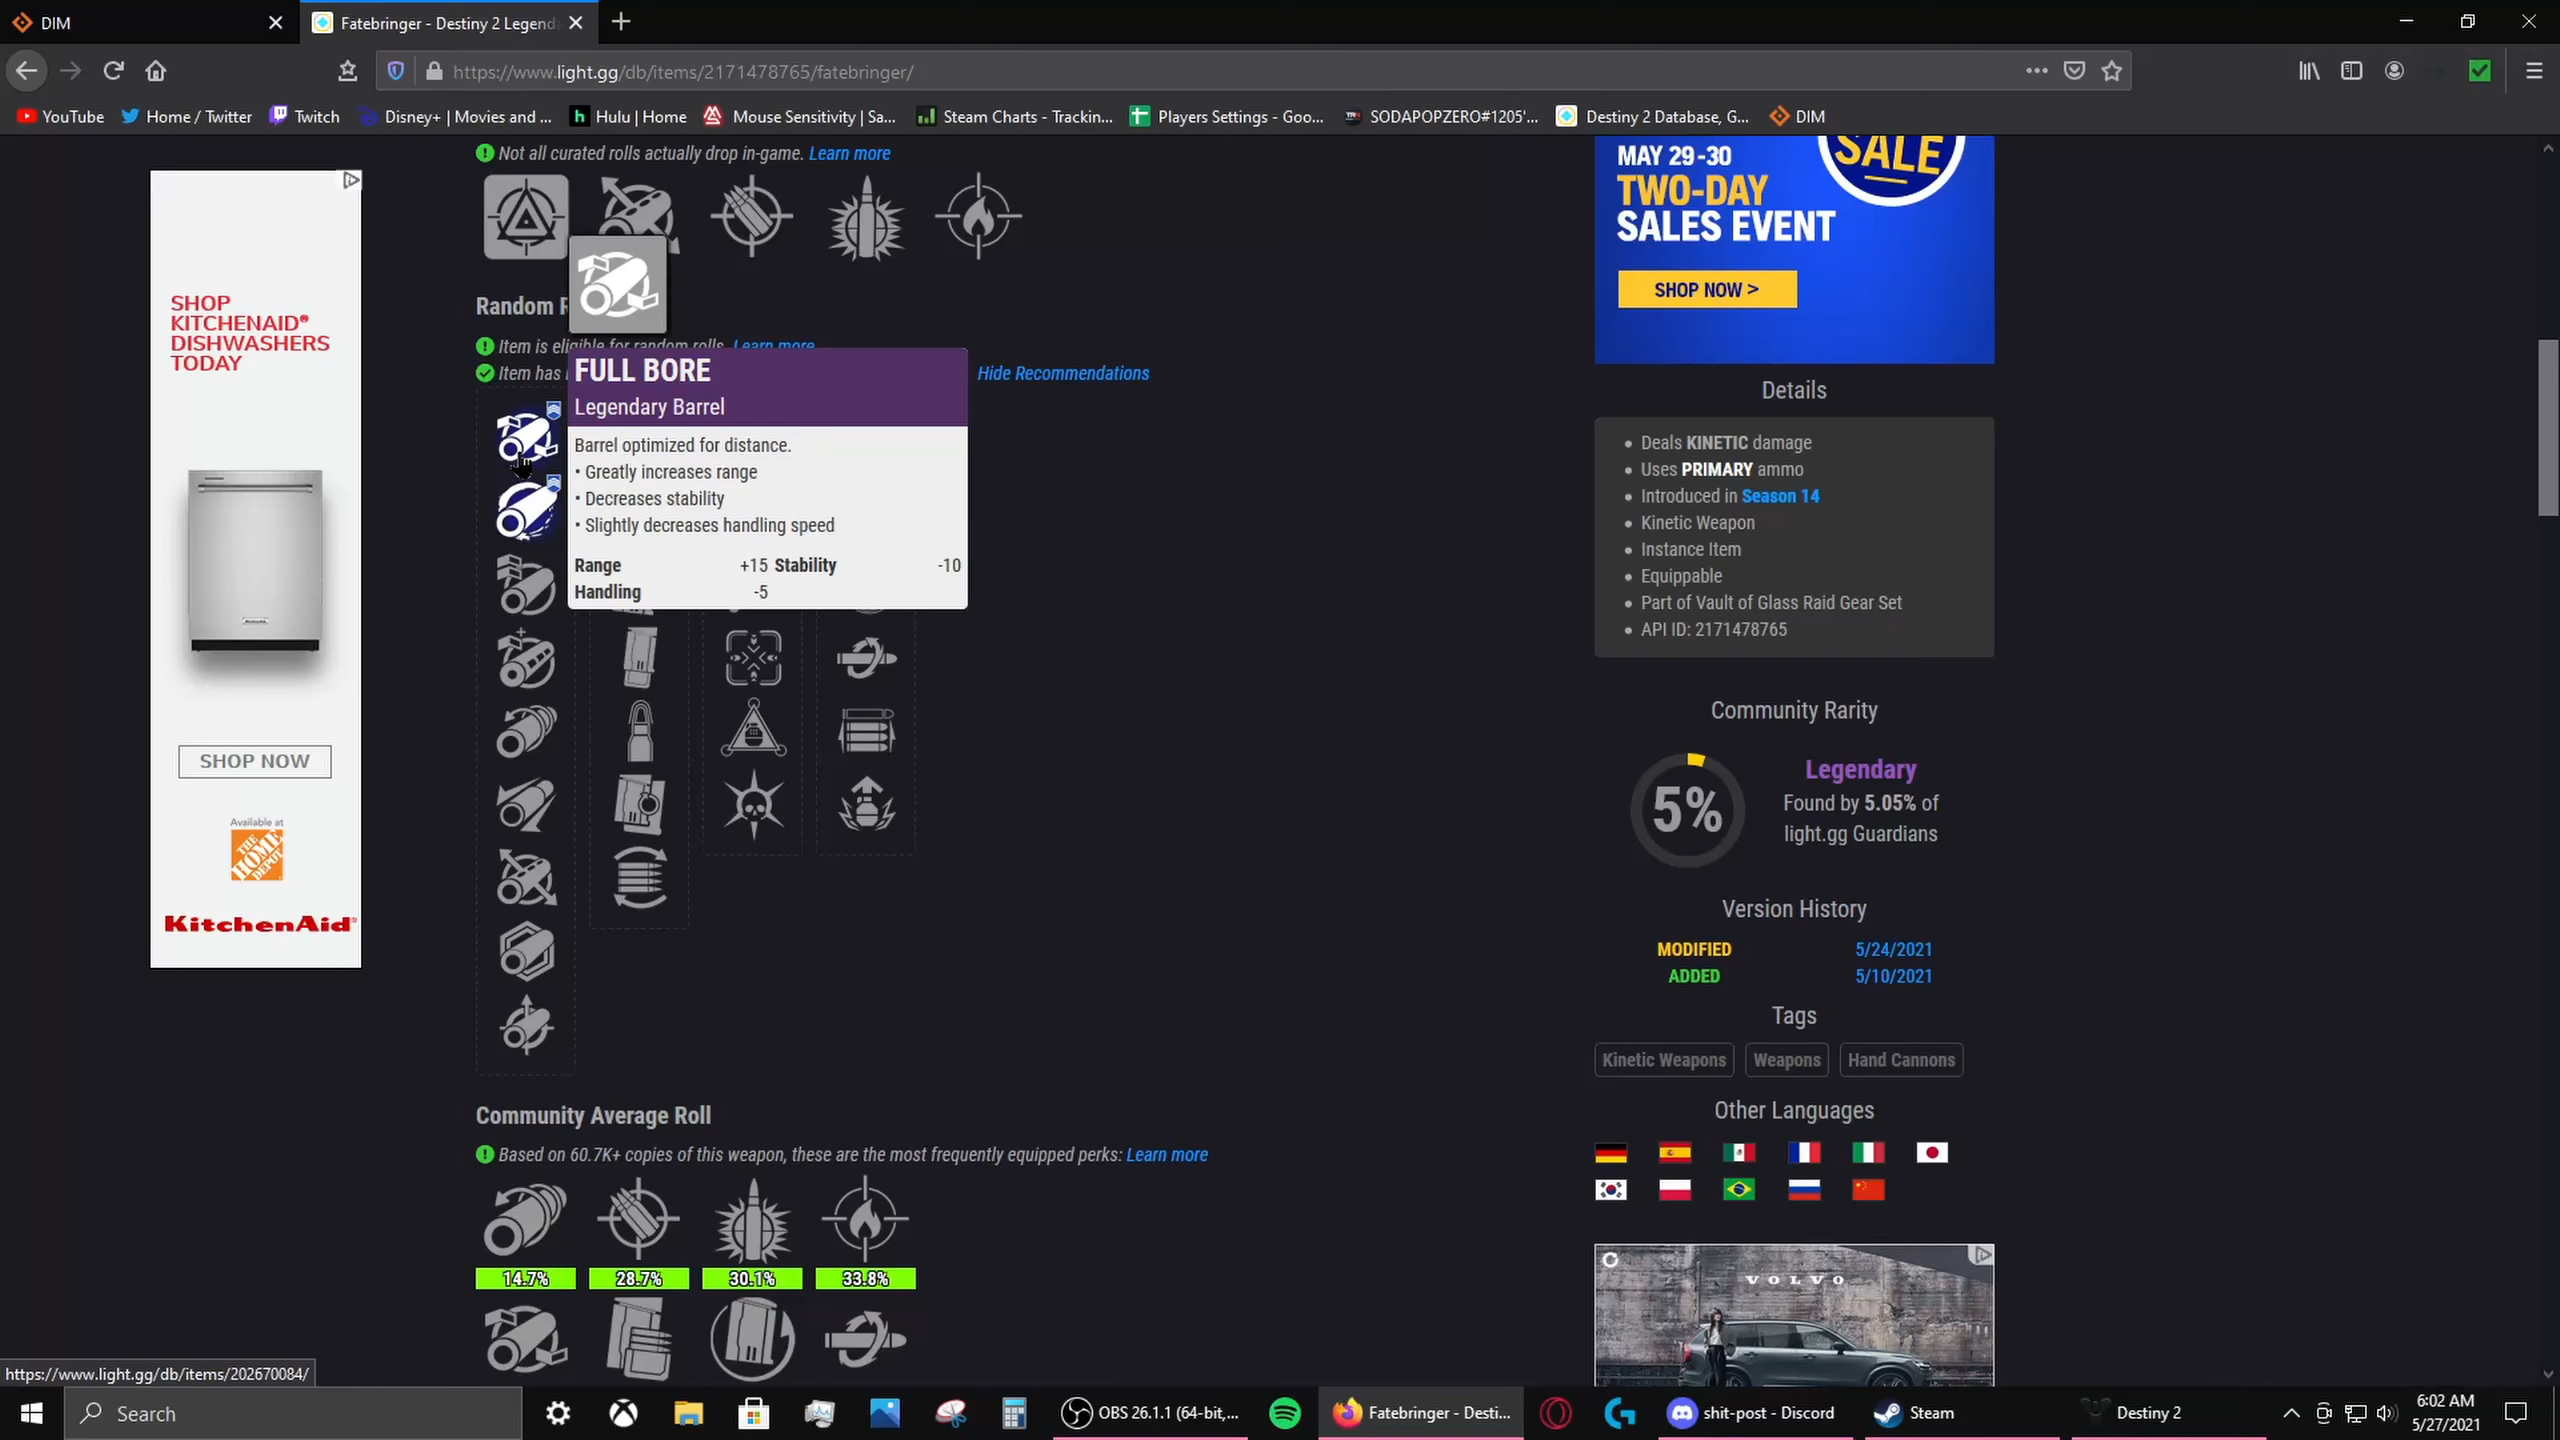 DIM
Fatebringer - Destiny 2 Legend
https://www.light.gg/db/items/2171478765/fatebringer/
YouTube
Home / Twitter
Twitch
Disney+ | Movies and ...
Hulu | Home
Mouse Sensitivity | Sa...
Steam Charts - Trackin...
Players Settings - Goo...
SODAPOPZERO#1205'...
Destiny 2 Database, G...
DIM
Not all curated rolls actually drop in-game. Learn more
Random R
Item is eligible for random rolls. Learn more
Item has
Hide Recommendations
FULL BORE
Legendary Barrel
Barrel optimized for distance.
• Greatly increases range
• Decreases stability
• Slightly decreases handling speed
Range +15 Stability -10
Handling -5
Community Average Roll
Based on 60.7K+ copies of this weapon, these are the most frequently equipped perks: Learn more
14.7% 28.7% 30.1% 33.8%
SHOP
KITCHENAID®
DISHWASHERS
TODAY
SHOP NOW
Available at
THE HOME DEPOT
KitchenAid®
SALE
MAY 29-30
TWO-DAY
SALES EVENT
SHOP NOW >
Details
• Deals KINETIC damage
• Uses PRIMARY ammo
• Introduced in Season 14
• Kinetic Weapon
• Instance Item
• Equippable
• Part of Vault of Glass Raid Gear Set
• API ID: 2171478765
Community Rarity
5%
Legendary
Found by 5.05% of
light.gg Guardians
Version History
MODIFIED 5/24/2021
ADDED 5/10/2021
Tags
Kinetic Weapons
Weapons
Hand Cannons
Other Languages
VOLVO
https://www.light.gg/db/items/202670084/
Search
OBS 26.1.1 (64-bit,...
Fatebringer - Desti...
shit-post - Discord
Steam
Destiny 2
6:02 AM
5/27/2021